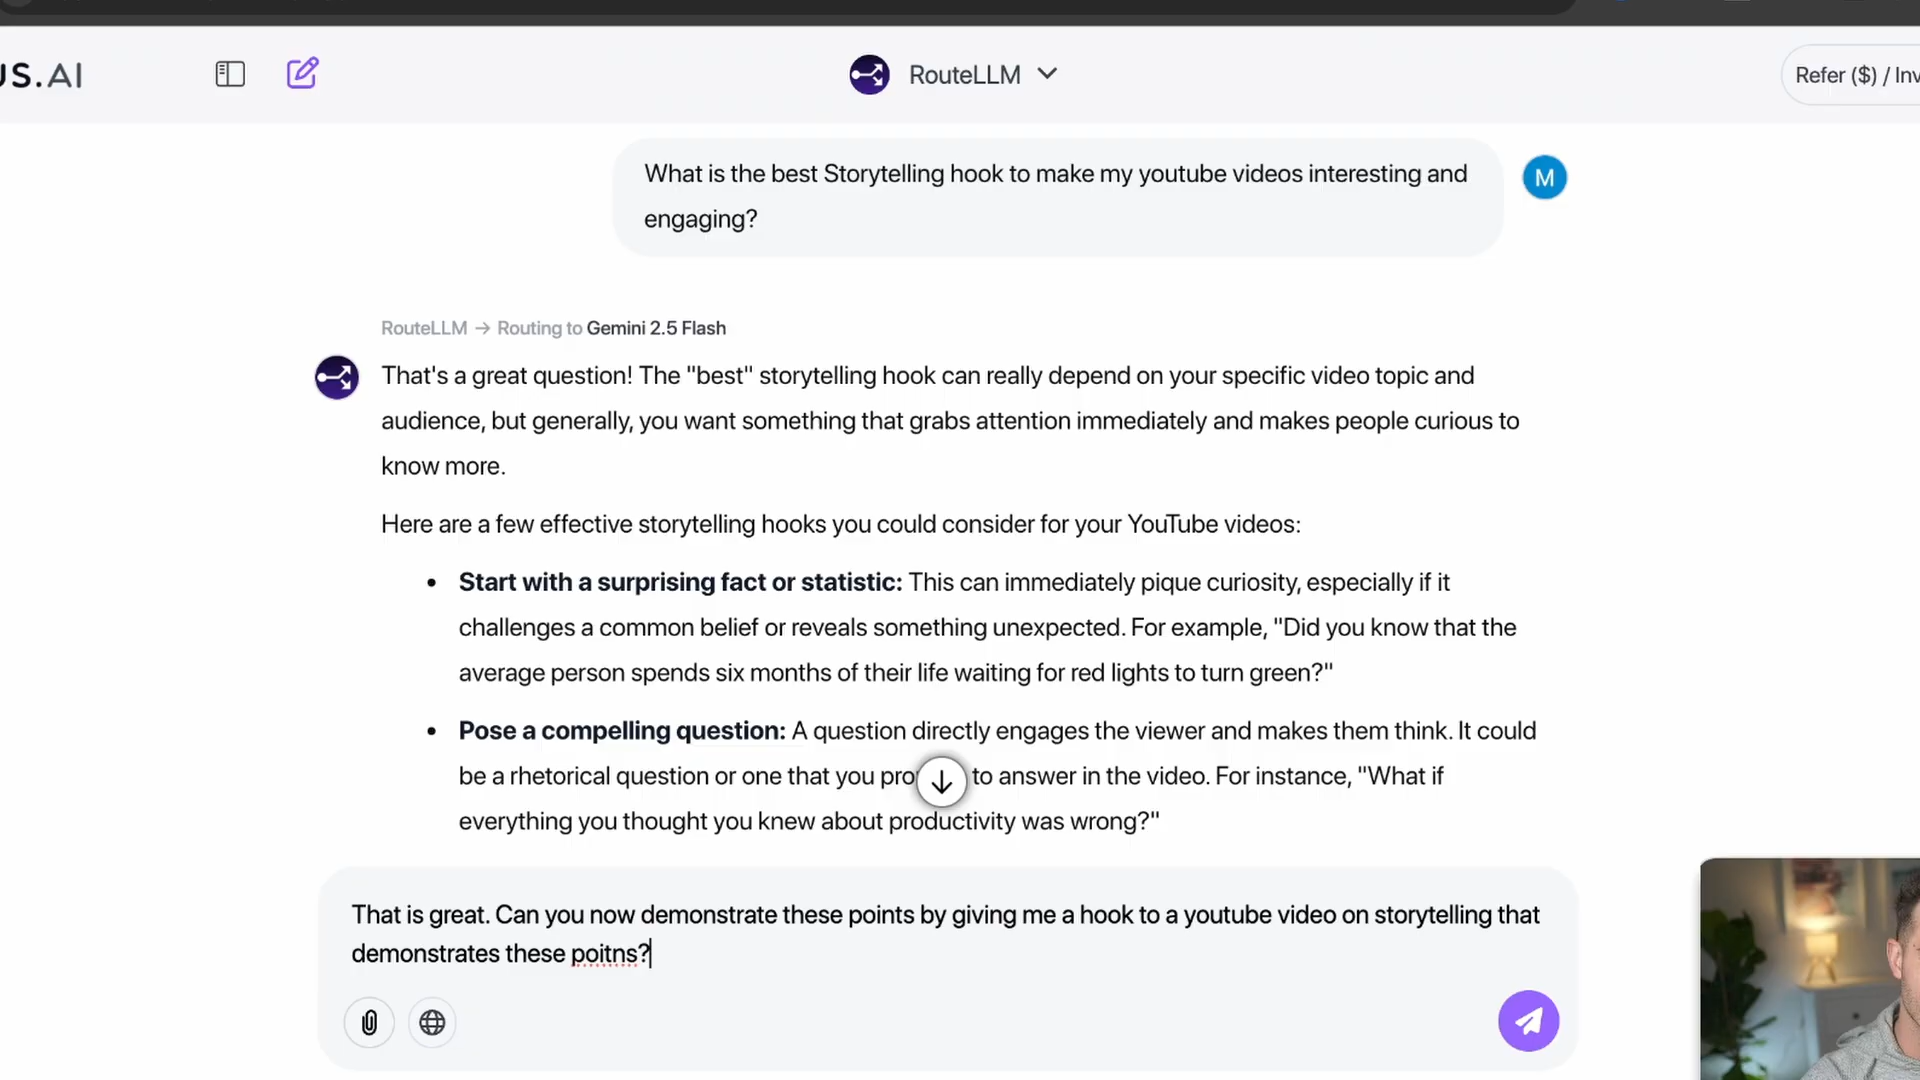 US.AI
RouteLLM
Refer ($) / Inv
What is the best Storytelling hook to make my youtube videos interesting and
engaging?
M
RouteLLM → Routing to Gemini 2.5 Flash
That's a great question! The "best" storytelling hook can really depend on your specific video topic and
audience, but generally, you want something that grabs attention immediately and makes people curious to
know more.
Here are a few effective storytelling hooks you could consider for your YouTube videos:
• Start with a surprising fact or statistic: This can immediately pique curiosity, especially if it
challenges a common belief or reveals something unexpected. For example, "Did you know that the
average person spends six months of their life waiting for red lights to turn green?"
• Pose a compelling question: A question directly engages the viewer and makes them think. It could
be a rhetorical question or one that you pro to answer in the video. For instance, "What if
everything you thought you knew about productivity was wrong?"
That is great. Can you now demonstrate these points by giving me a hook to a youtube video on storytelling that
demonstrates these poitns?